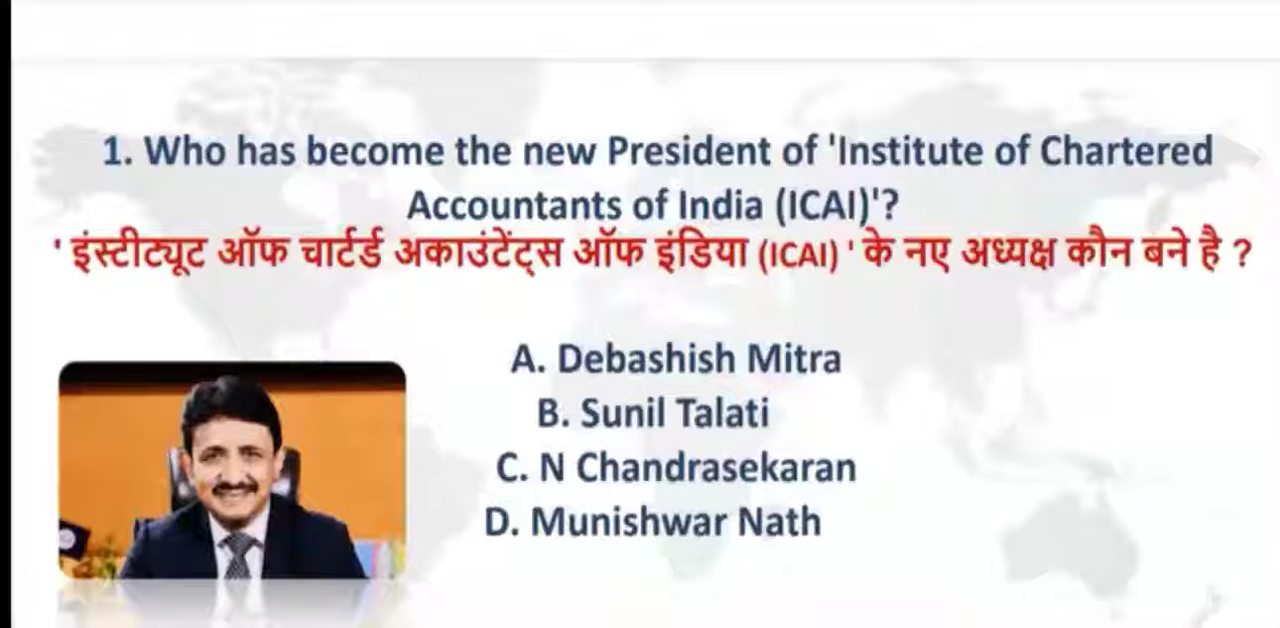 1. Who has become the new President of 'Institute of Chartered
Accountants of India (ICAI)'?
' इंस्टीट्यूट ऑफ चार्टर्ड अकाउंटेंट्स ऑफ इंडिया (ICAI) ' के नए अध्यक्ष कौन बने है ?
A. Debashish Mitra
B. Sunil Talati
C. N Chandrasekaran
D. Munishwar Nath